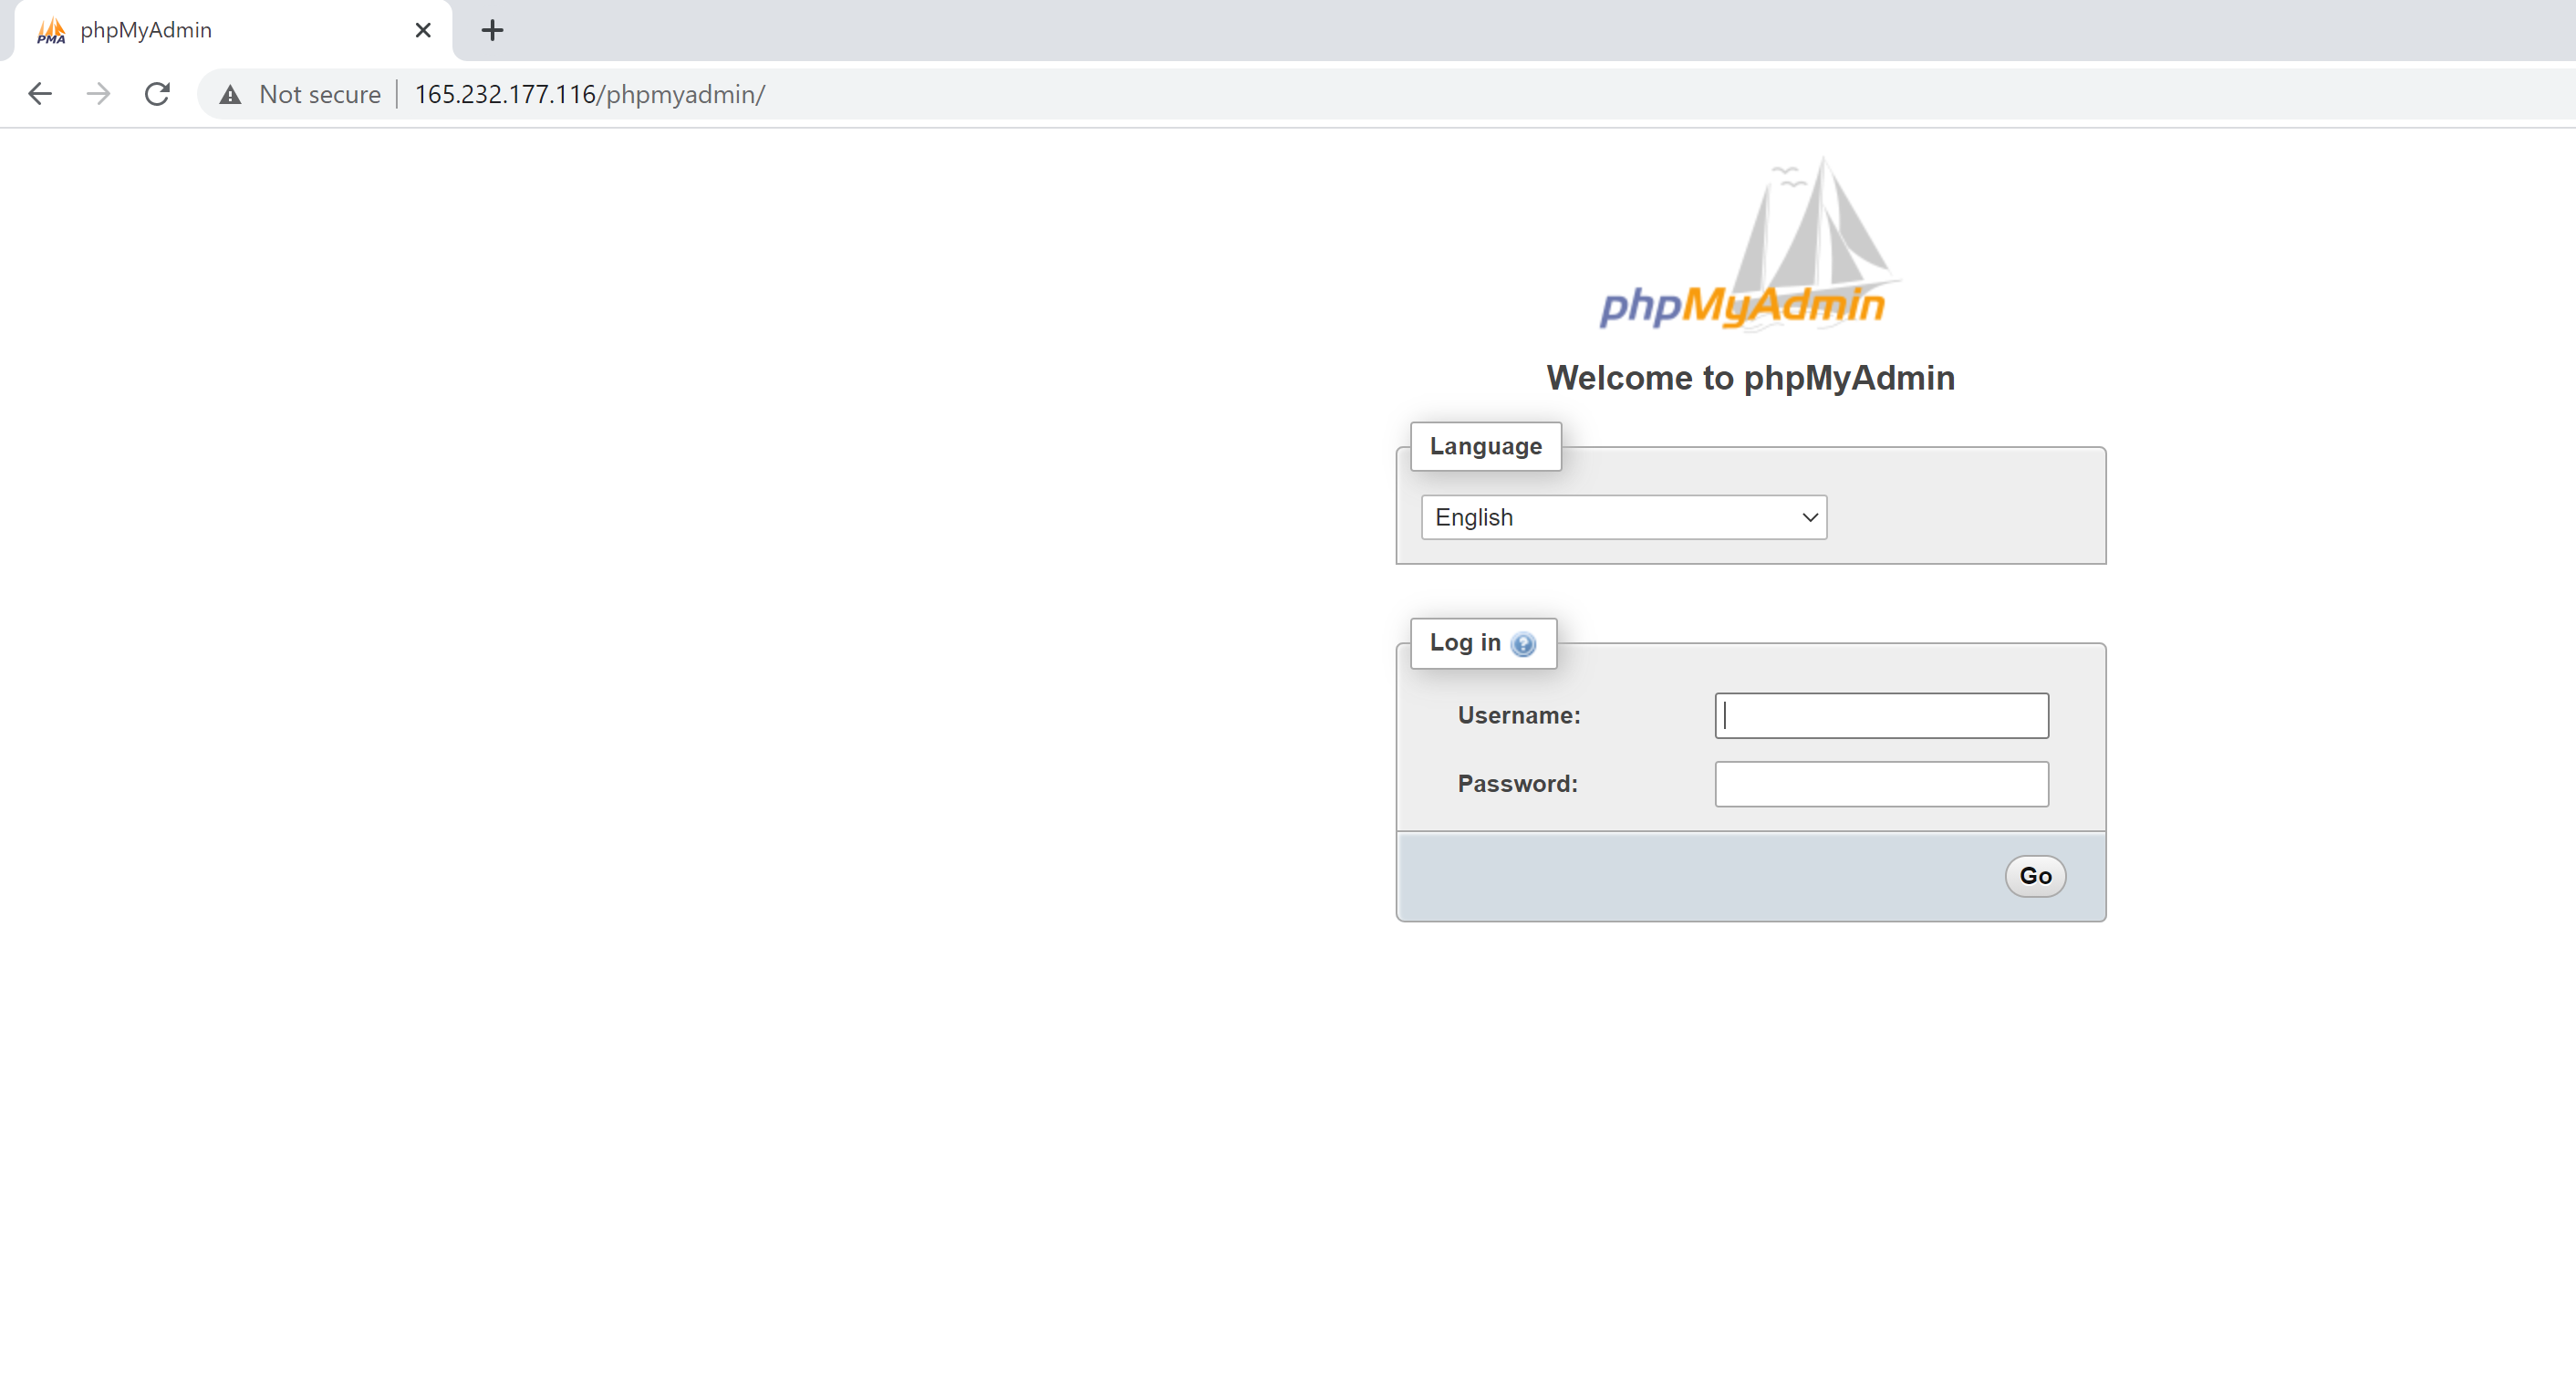 PMA phpMyAdmin
Not secure 165.232.177.116/phpmyadmin/
phpMyAdmin
Welcome to phpMyAdmin
Language
English
Log in ?
Username:
Password:
Go